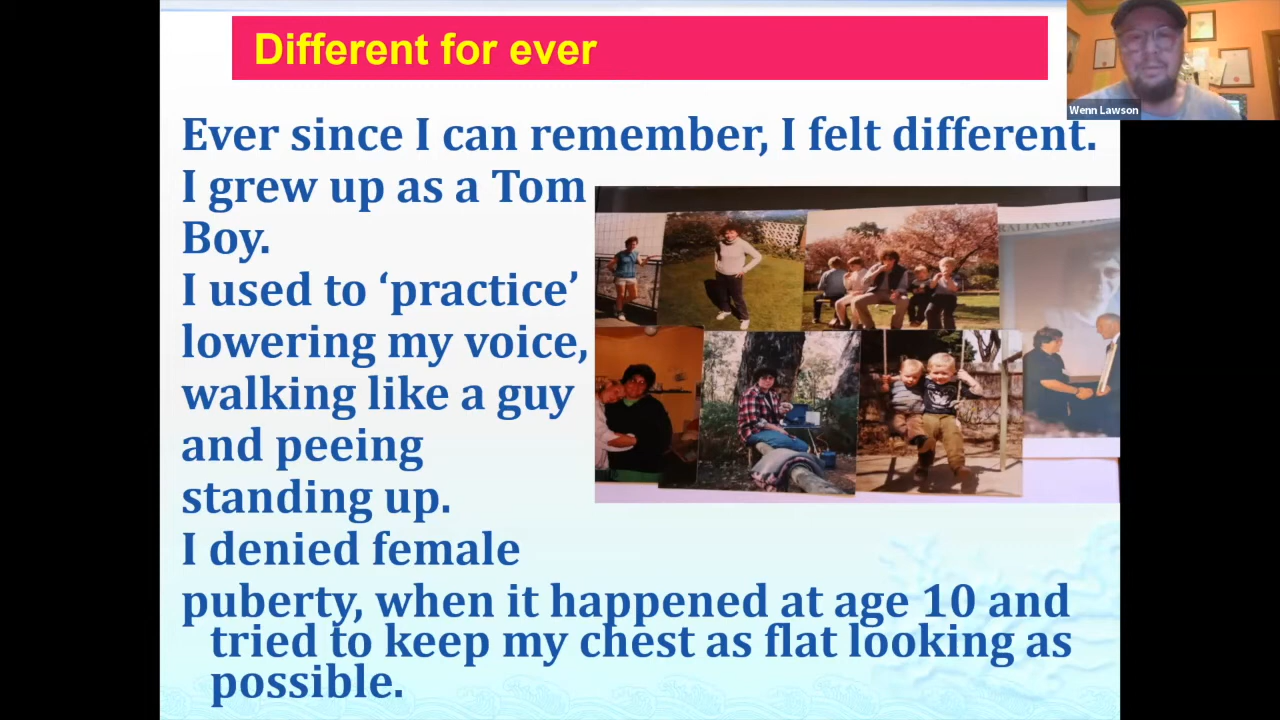 Different for ever
Wenn Lawson
Ever since I can remember, I felt different.
I grew up as a Tom
Boy.
I used to ‘practice’
lowering my voice,
walking like a guy
and peeing
standing up.
I denied female
puberty, when it happened at age 10 and
tried to keep my chest as flat looking as
possible.